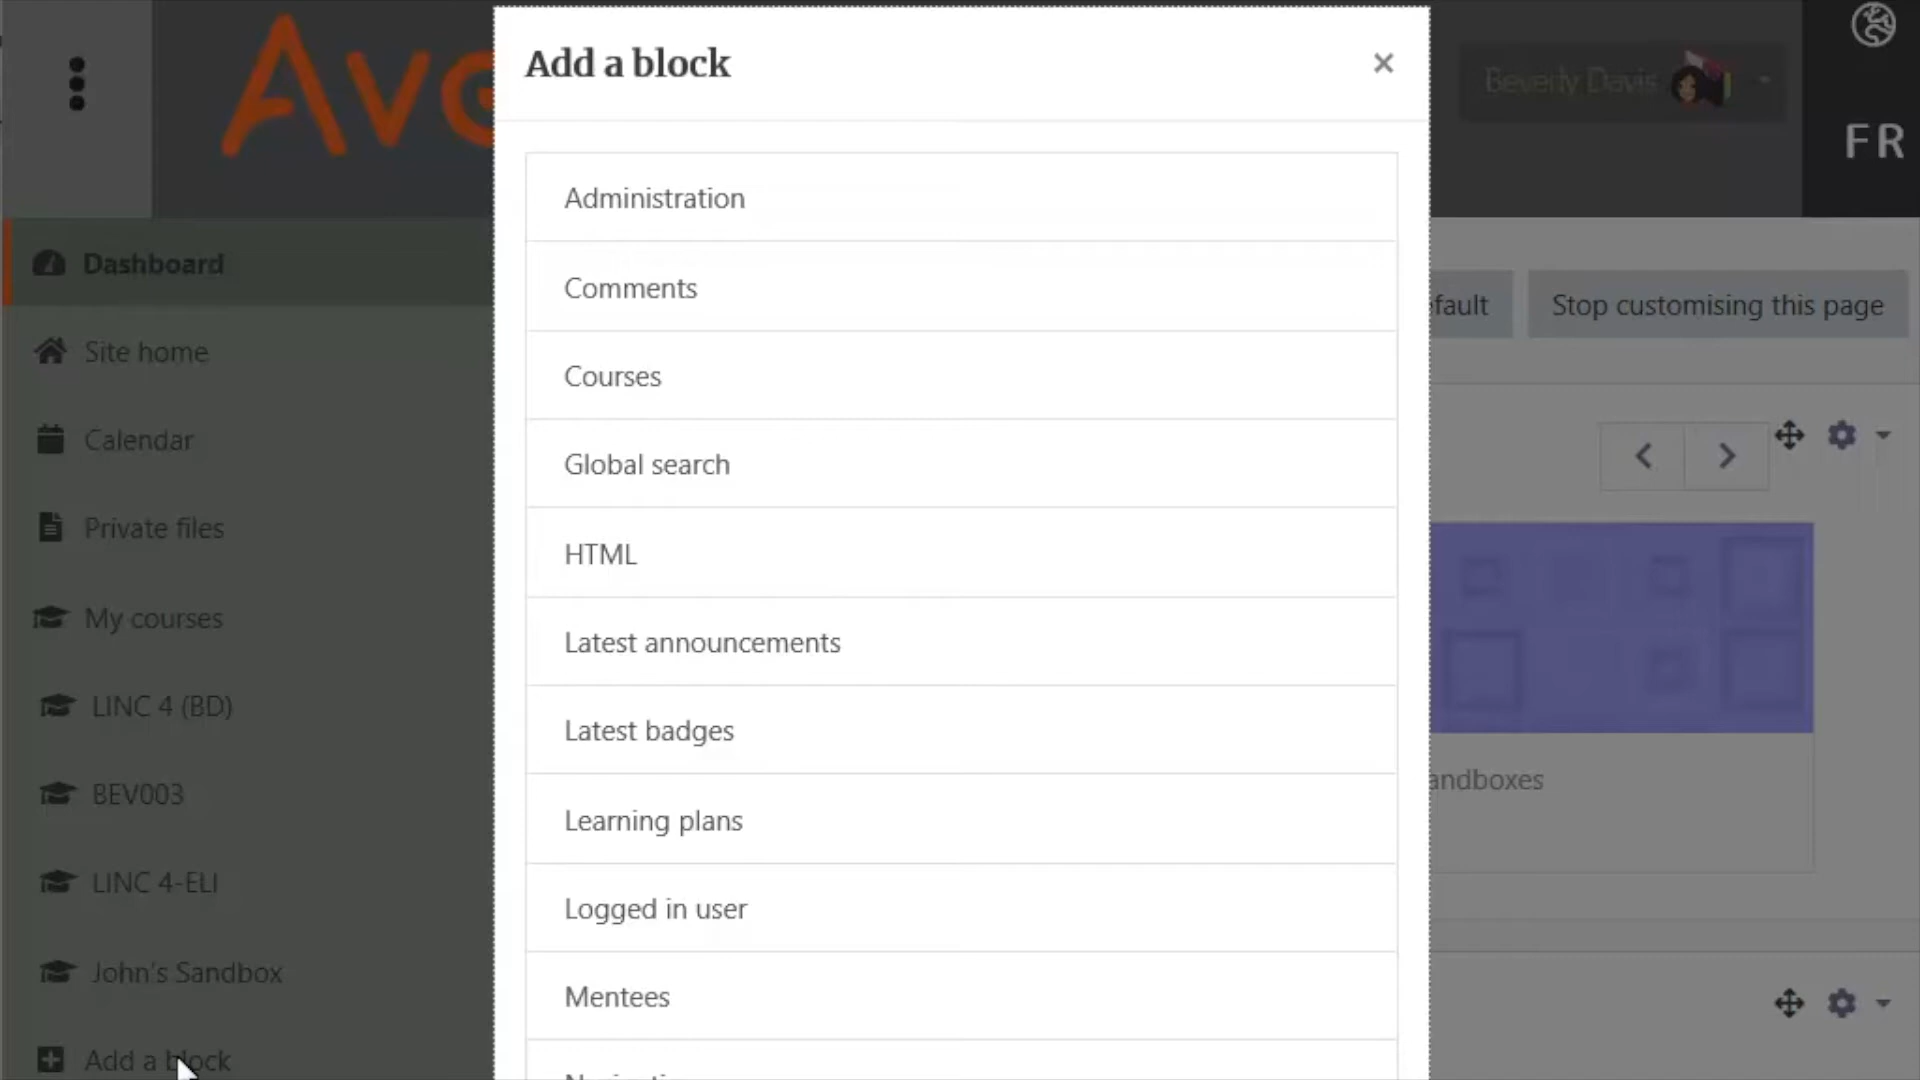 Add a block
×
Beverly Davis
FR
Administration
Comments
Courses
Global search
HTML
Latest announcements
Latest badges
Learning plans
Logged in user
Mentees
Dashboard
Site home
Calendar
Private files
My courses
LINC 4 (BD)
BEV003
LINC 4-ELI
John's Sandbox
Add a block
Stop customising this page